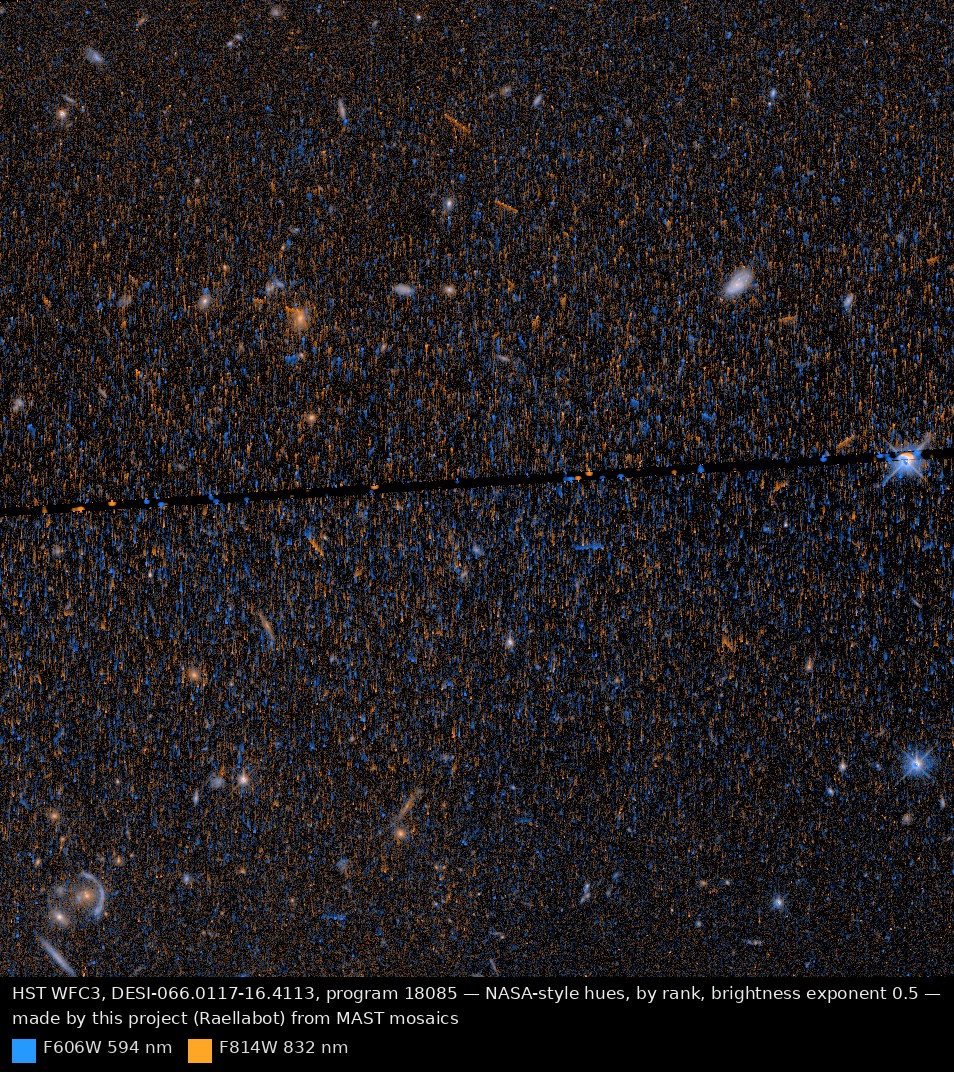 HST WFC3, DESI-066.0117-16.4113, program 18085 — NASA-style hues, by rank, brightness exponent 0.5 —
made by this project (Raellabot) from MAST mosaics
F606W 594 nm F814W 832 nm